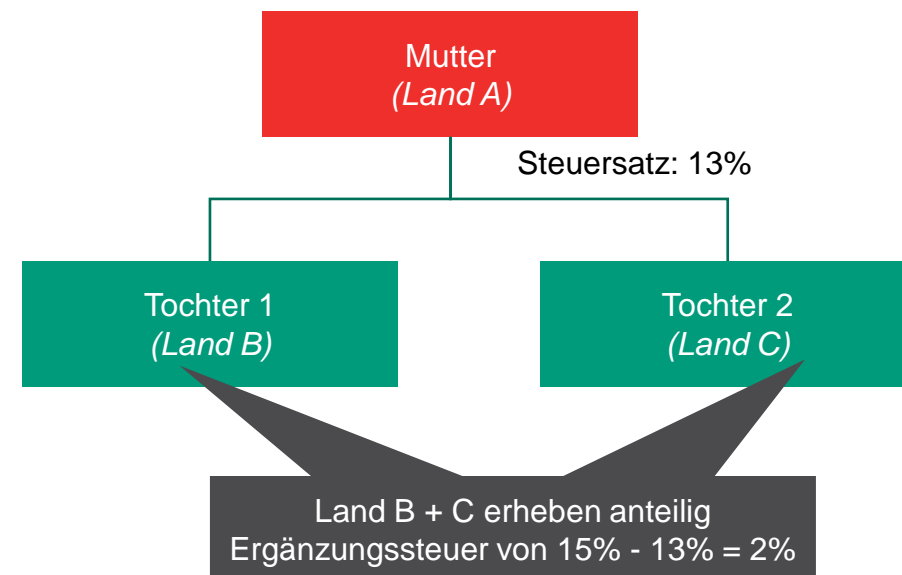 Mutter
(Land A)
Steuersatz: 13%
Tochter 1
(Land B)
Tochter 2
(Land C)
Land B + C erheben anteilig
Ergänzungssteuer von 15% - 13% = 2%